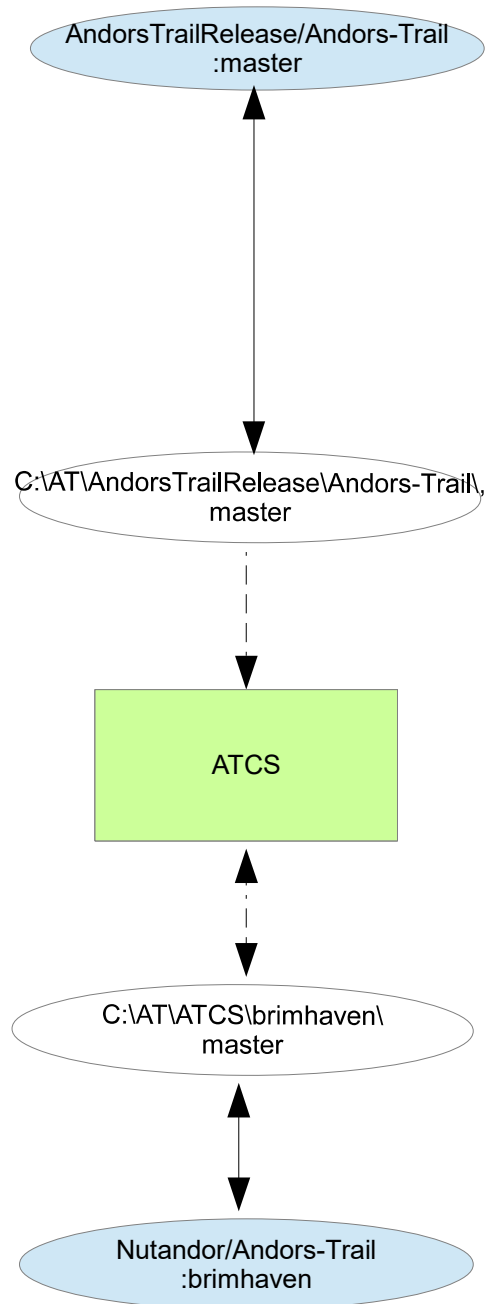 AndorsTrailRelease/Andors-Trail
:master
C:\AT\AndorsTrailRelease\Andors-Trail\,
master
ATCS
C:\AT\ATCS\brimhaven\
master
Nutandor/Andors-Trail
:brimhaven